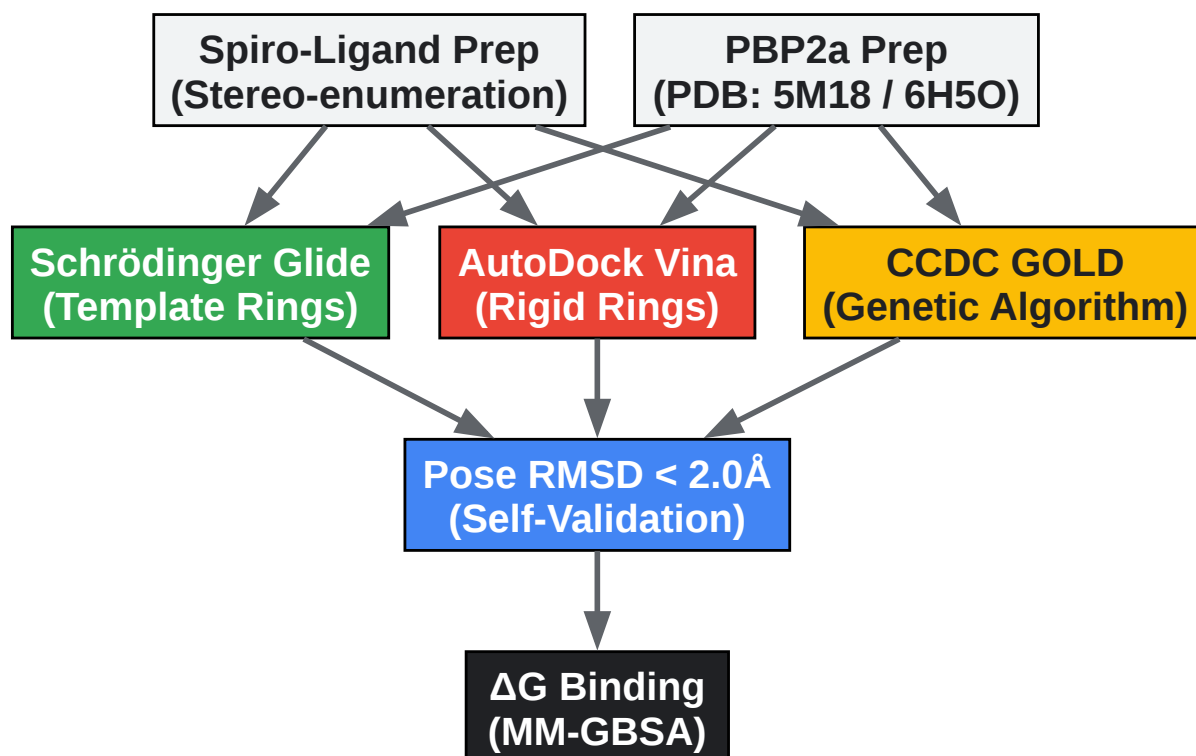 Spiro-Ligand Prep
(Stereo-enumeration)
PBP2a Prep
(PDB: 5M18 / 6H5O)
Schrödinger Glide
(Template Rings)
AutoDock Vina
(Rigid Rings)
CCDC GOLD
(Genetic Algorithm)
Pose RMSD < 2.0Å
(Self-Validation)
ΔG Binding
(MM-GBSA)